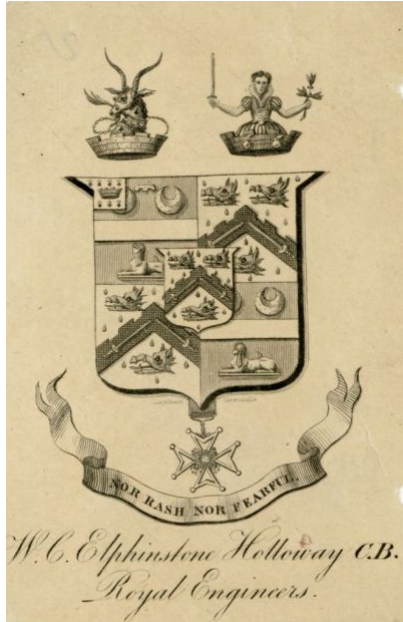 NOR RASH NOR FEARFUL.
W. C. Elphinstone Holloway C.B.
Royal Engineers.